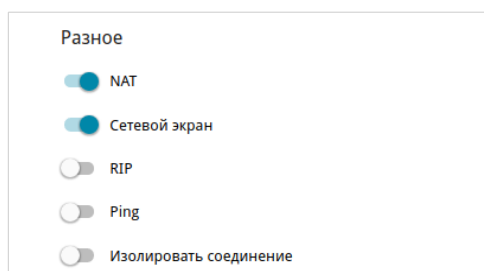 Разное
NAT
Сетевой экран
RIP
Ping
Изолировать соединение